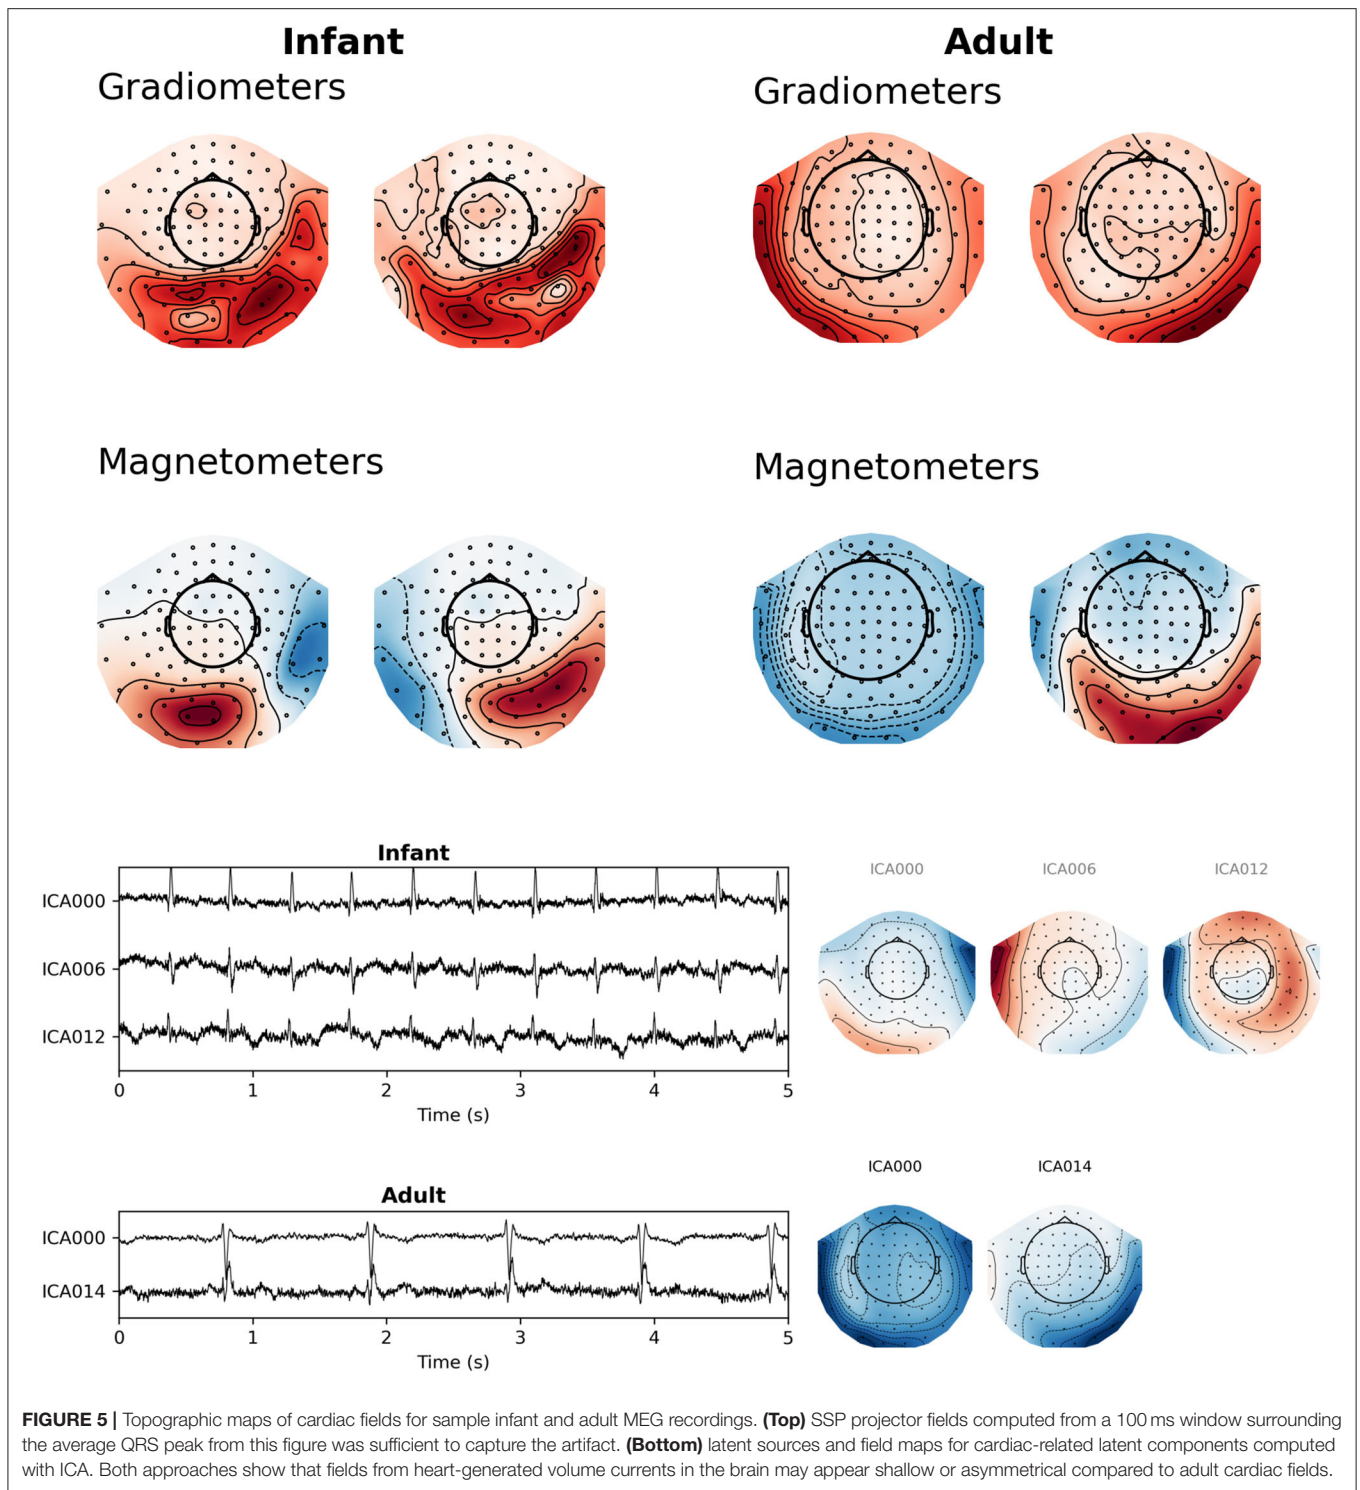 Infant
Adult
Gradiometers
Gradiometers
Magnetometers
Magnetometers
Infant
ICA000
ICA006
ICA012
0 1 2 3 4 5
Time (s)
ICA000
ICA006
ICA012
Adult
ICA000
ICA014
0 1 2 3 4 5
Time (s)
ICA000
ICA014
FIGURE 5 | Topographic maps of cardiac fields for sample infant and adult MEG recordings. (Top) SSP projector fields computed from a 100 ms window surrounding
the average QRS peak from this figure was sufficient to capture the artifact. (Bottom) latent sources and field maps for cardiac-related latent components computed
with ICA. Both approaches show that fields from heart-generated volume currents in the brain may appear shallow or asymmetrical compared to adult cardiac fields.